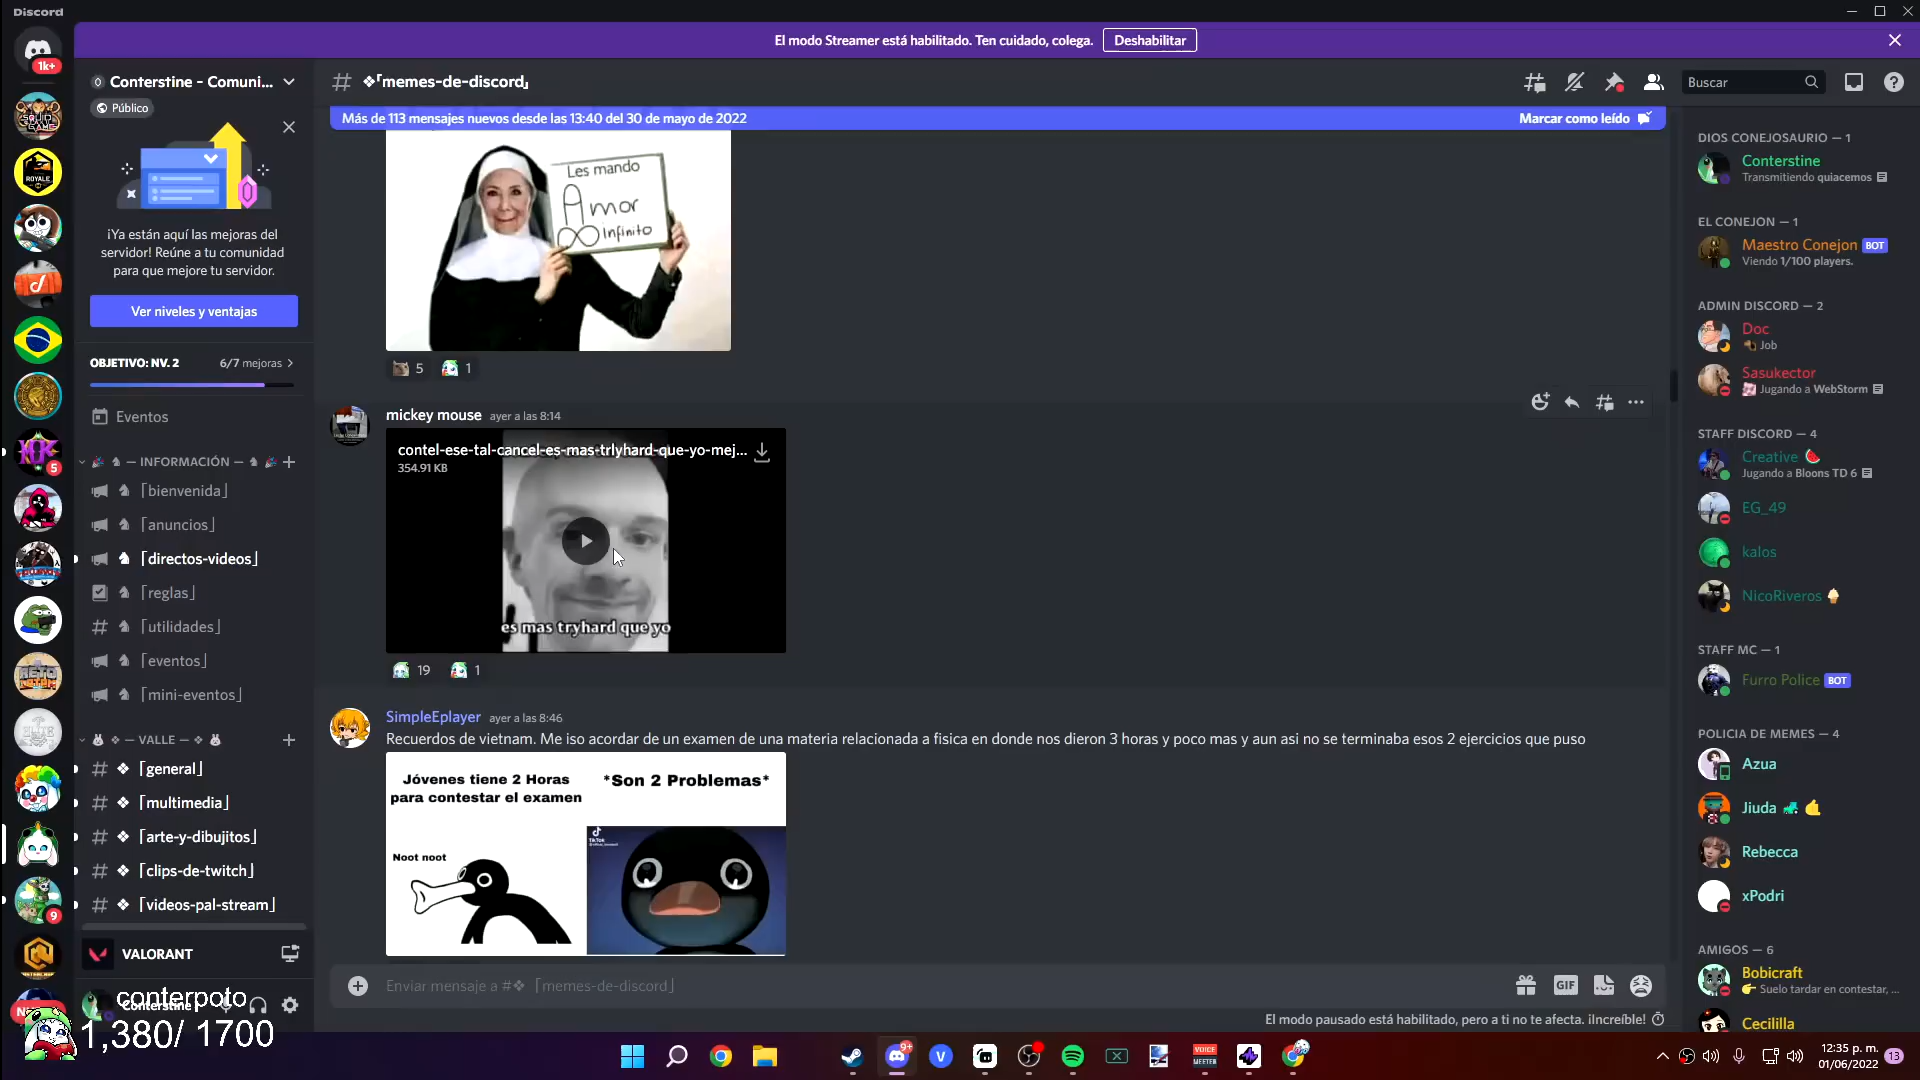 Discord
El modo Streamer está habilitado. Ten cuidado, colega.
Deshabilitar
1k+
ROYALE
5
9
Conterstine – Comuni...
Público
¡Ya están aquí las mejoras del
servidor! Reúne a tu comunidad
para que mejore tu servidor.
Ver niveles y ventajas
OBJETIVO: NV. 2
6/7 mejoras
Eventos
— INFORMACIÓN —
「bienvenida」
「anuncios」
「directos-videos」
「reglas」
「utilidades」
「eventos」
「mini-eventos」
— VALLE —
「general」
「multimedia」
「arte-y-dibujitos」
「clips-de-twitch」
「videos-pal-stream」
VALORANT
Conterstine
conterpoto
1,380/ 1700
❖「memes-de-discord」
Buscar
Más de 113 mensajes nuevos desde las 13:40 del 30 de mayo de 2022
Marcar como leído
Les mando
Amor
∞ Infinito
5
1
mickey mouse ayer a las 8:14
contel-ese-tal-cancel-es-mas-trlyhard-que-yo-mej...
354.91 KB
es mas tryhard que yo
19
1
SimpleEplayer ayer a las 8:46
Recuerdos de vietnam. Me iso acordar de un examen de una materia relacionada a fisica en donde nos dieron 3 horas y poco mas y aun asi no se terminaba esos 2 ejercicios que puso
Jóvenes tiene 2 Horas
para contestar el examen
*Son 2 Problemas*
Noot noot
TikTok
Enviar mensaje a #❖「memes-de-discord」
GIF
El modo pausado está habilitado, pero a ti no te afecta. ¡Increíble!
DIOS CONEJOSAURIO — 1
Conterstine
Transmitiendo quiacemos
EL CONEJON — 1
Maestro Conejon BOT
Viendo 1/100 players.
ADMIN DISCORD — 2
Doc
Job
Sasukector
Jugando a WebStorm
STAFF DISCORD — 4
Creative
Jugando a Bloons TD 6
EG_49
kalos
NicoRiveros
STAFF MC — 1
Furro Police BOT
POLICIA DE MEMES — 4
Azua
Jiuda
Rebecca
xPodri
AMIGOS — 6
Bobicraft
Suelo tardar en contestar, ...
Cecililla
9+
VOICE
MEETER
12:35 p. m.
01/06/2022
13